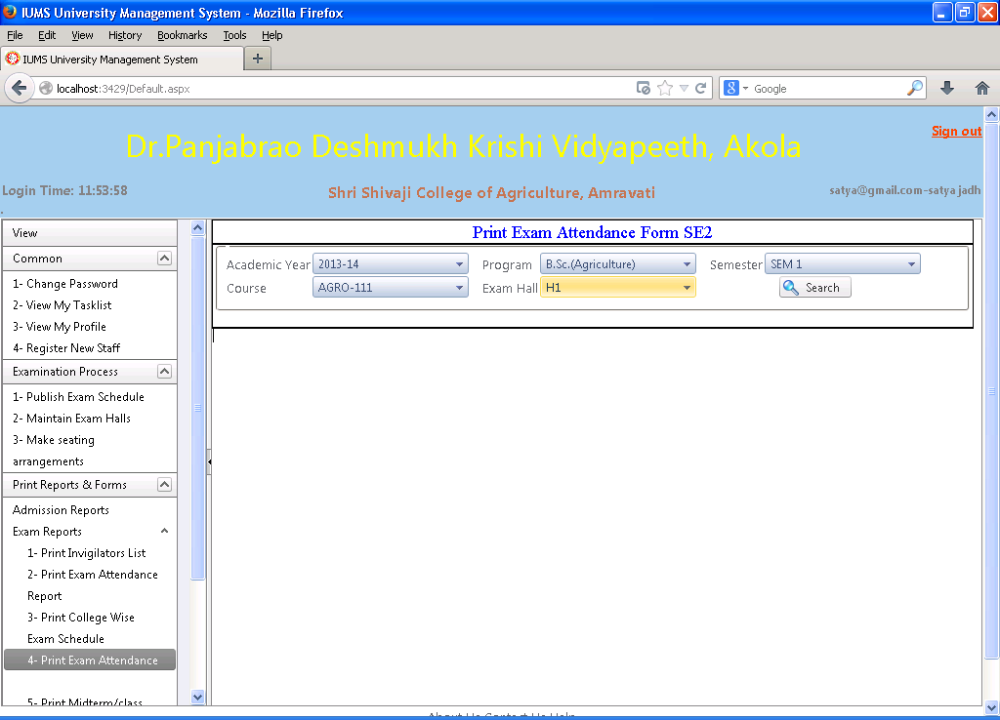 IUMS University Management System - Mozilla Firefox
File Edit View History Bookmarks Tools Help
IUMS University Management System
localhost:3429/Default.aspx
Google
Sign out
Dr.Panjabrao Deshmukh Krishi Vidyapeeth, Akola
Login Time: 11:53:58
Shri Shivaji College of Agriculture, Amravati
satya@gmail.com-satya jadh
View
Common
1- Change Password
2- View My Tasklist
3- View My Profile
4- Register New Staff
Examination Process
1- Publish Exam Schedule
2- Maintain Exam Halls
3- Make seating
arrangements
Print Reports & Forms
Admission Reports
Exam Reports
1- Print Invigilators List
2- Print Exam Attendance
Report
3- Print College Wise
Exam Schedule
4- Print Exam Attendance
5- Print Midterm/class
Print Exam Attendance Form SE2
Academic Year 2013-14 Program B.Sc.(Agriculture) Semester SEM 1
Course AGRO-111 Exam Hall H1 Search
About Us Contact Us Help